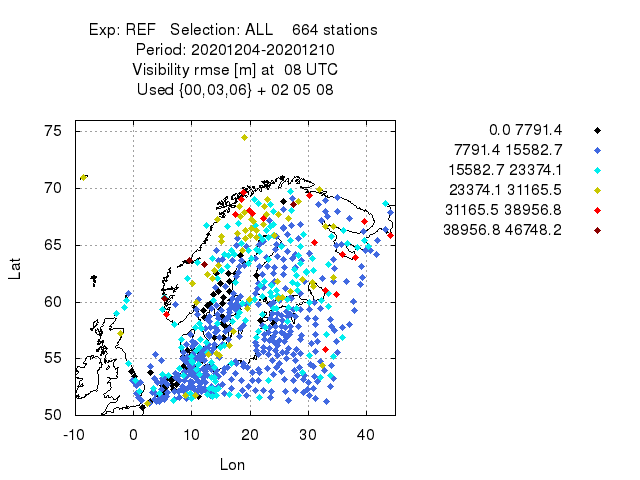 Exp: REF   Selection: ALL    664 stations
Period: 20201204-20201210
Visibility rmse [m] at  08 UTC
Used {00,03,06} + 02 05 08
0.0 7791.4
7791.4 15582.7
15582.7 23374.1
23374.1 31165.5
31165.5 38956.8
38956.8 46748.2
75
70
65
60
55
50
Lat
-10 0 10 20 30 40
Lon